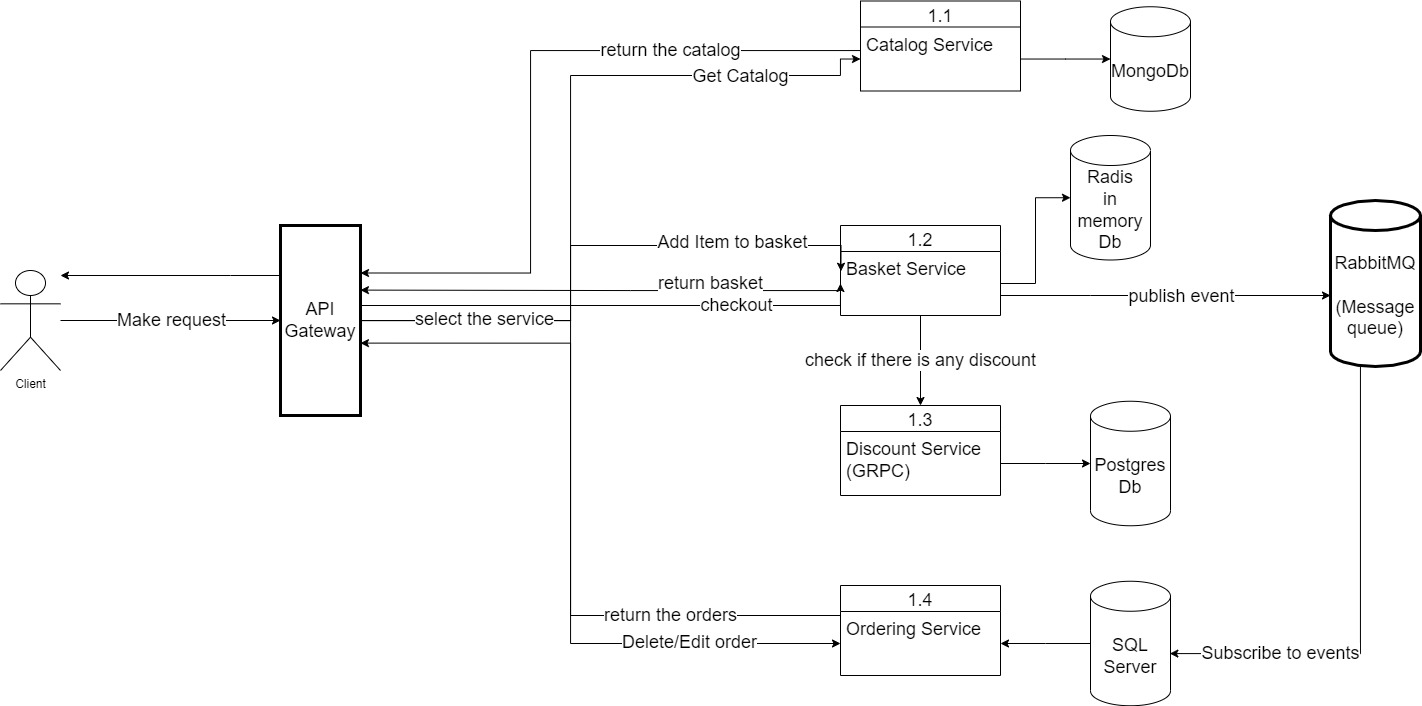 1.1
Catalog Service
return the catalog
Get Catalog
MongoDb
Radis
in
memory
Db
1.2
Basket Service
Add Item to basket
return basket
checkout
select the service
API
Gateway
Make request
Client
publish event
RabbitMQ
(Message
queue)
check if there is any discount
1.3
Discount Service
(GRPC)
Postgres
Db
1.4
Ordering Service
return the orders
Delete/Edit order
SQL
Server
Subscribe to events